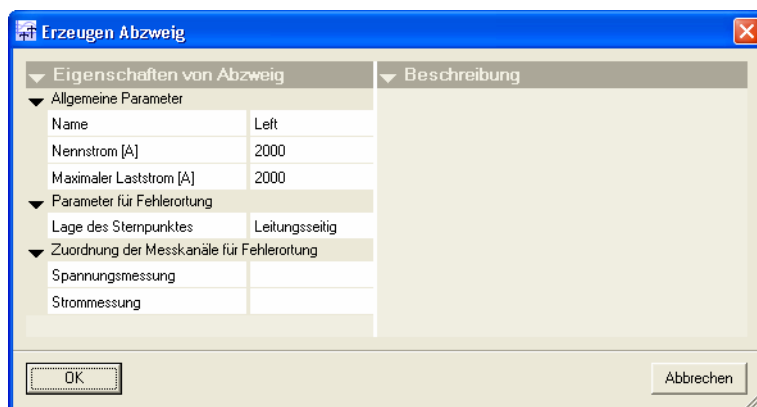 Erzeugen Abzweig
Eigenschaften von Abzweig
Beschreibung
Allgemeine Parameter
Name Left
Nennstrom [A] 2000
Maximaler Laststrom [A] 2000
Parameter für Fehlerortung
Lage des Sternpunktes Leitungsseitig
Zuordnung der Messkanäle für Fehlerortung
Spannungsmessung
Strommessung
OK
Abbrechen